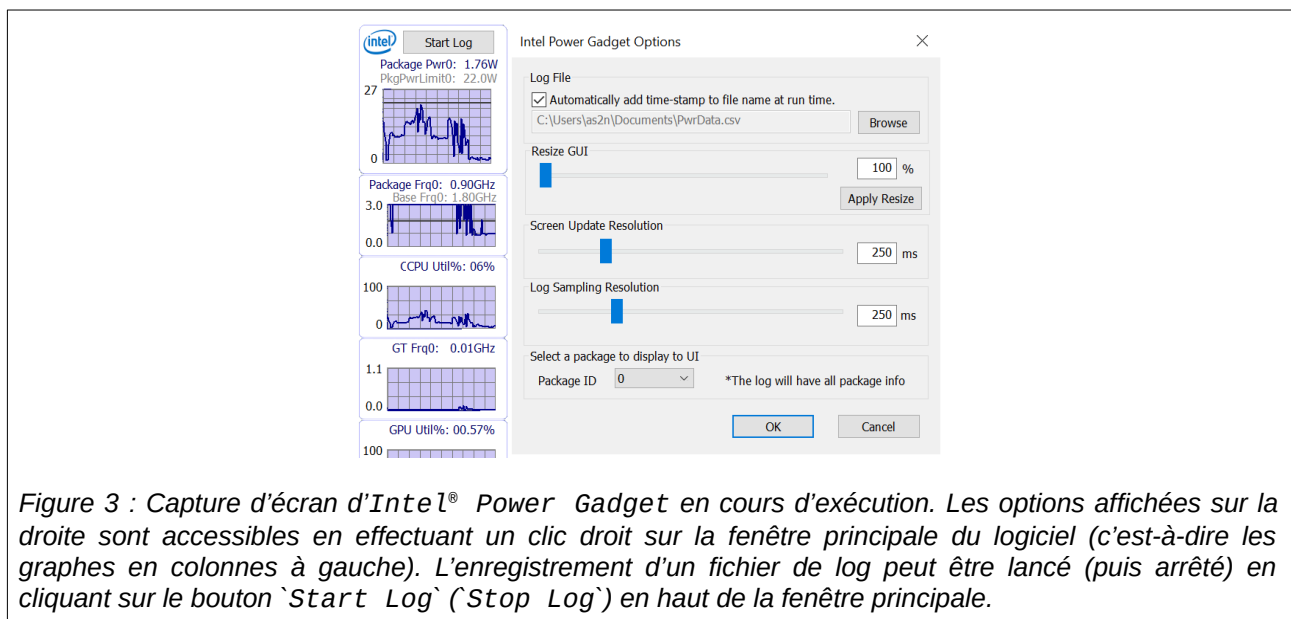 intel
Start Log
Package Pwr0: 1.76W
PkgPwrLimit0: 22.0W
27
0
Package Frq0: 0.90GHz
Base Frq0: 1.80GHz
3.0
0.0
CCPU Util%: 06%
100
0
GT Frq0: 0.01GHz
1.1
0.0
GPU Util%: 00.57%
100
Intel Power Gadget Options
Log File
Automatically add time-stamp to file name at run time.
C:\Users\as2n\Documents\PwrData.csv
Browse
Resize GUI
100 %
Apply Resize
Screen Update Resolution
250 ms
Log Sampling Resolution
250 ms
Select a package to display to UI
Package ID 0 *The log will have all package info
OK Cancel
Figure 3 : Capture d’écran d’Intel® Power Gadget en cours d’exécution. Les options affichées sur la
droite sont accessibles en effectuant un clic droit sur la fenêtre principale du logiciel (c’est-à-dire les
graphes en colonnes à gauche). L’enregistrement d’un fichier de log peut être lancé (puis arrêté) en
cliquant sur le bouton `Start Log` (`Stop Log`) en haut de la fenêtre principale.